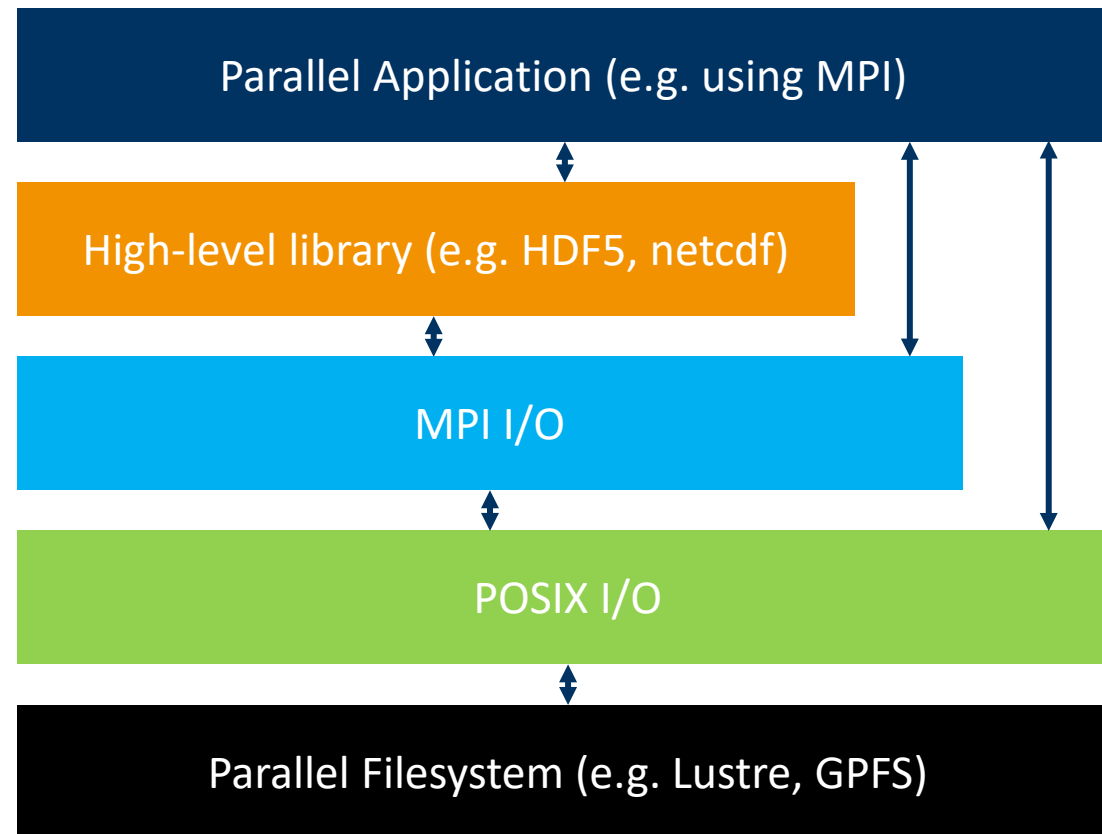 Parallel Application (e.g. using MPI)
High-level library (e.g. HDF5, netcdf)
MPI I/O
POSIX I/O
Parallel Filesystem (e.g. Lustre, GPFS)